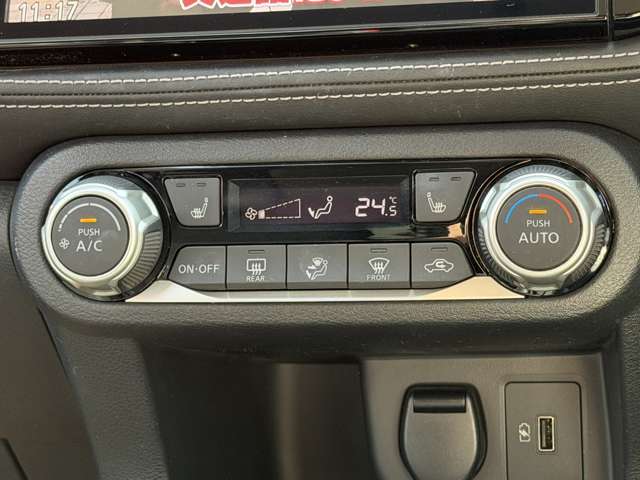 11:17
24.5°C
PUSH
A/C
PUSH
AUTO
ON·OFF
REAR
FRONT